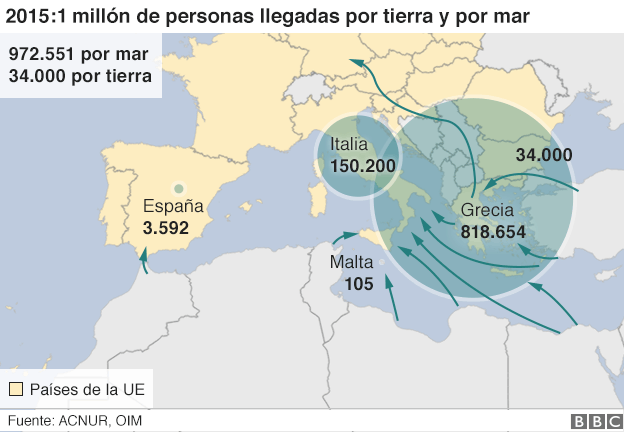 2015:1 millón de personas llegadas por tierra y por mar
972.551 por mar
34.000 por tierra
Italia
150.200
34.000
España
3.592
Grecia
818.654
Malta
105
Países de la UE
Fuente: ACNUR, OIM
BBC